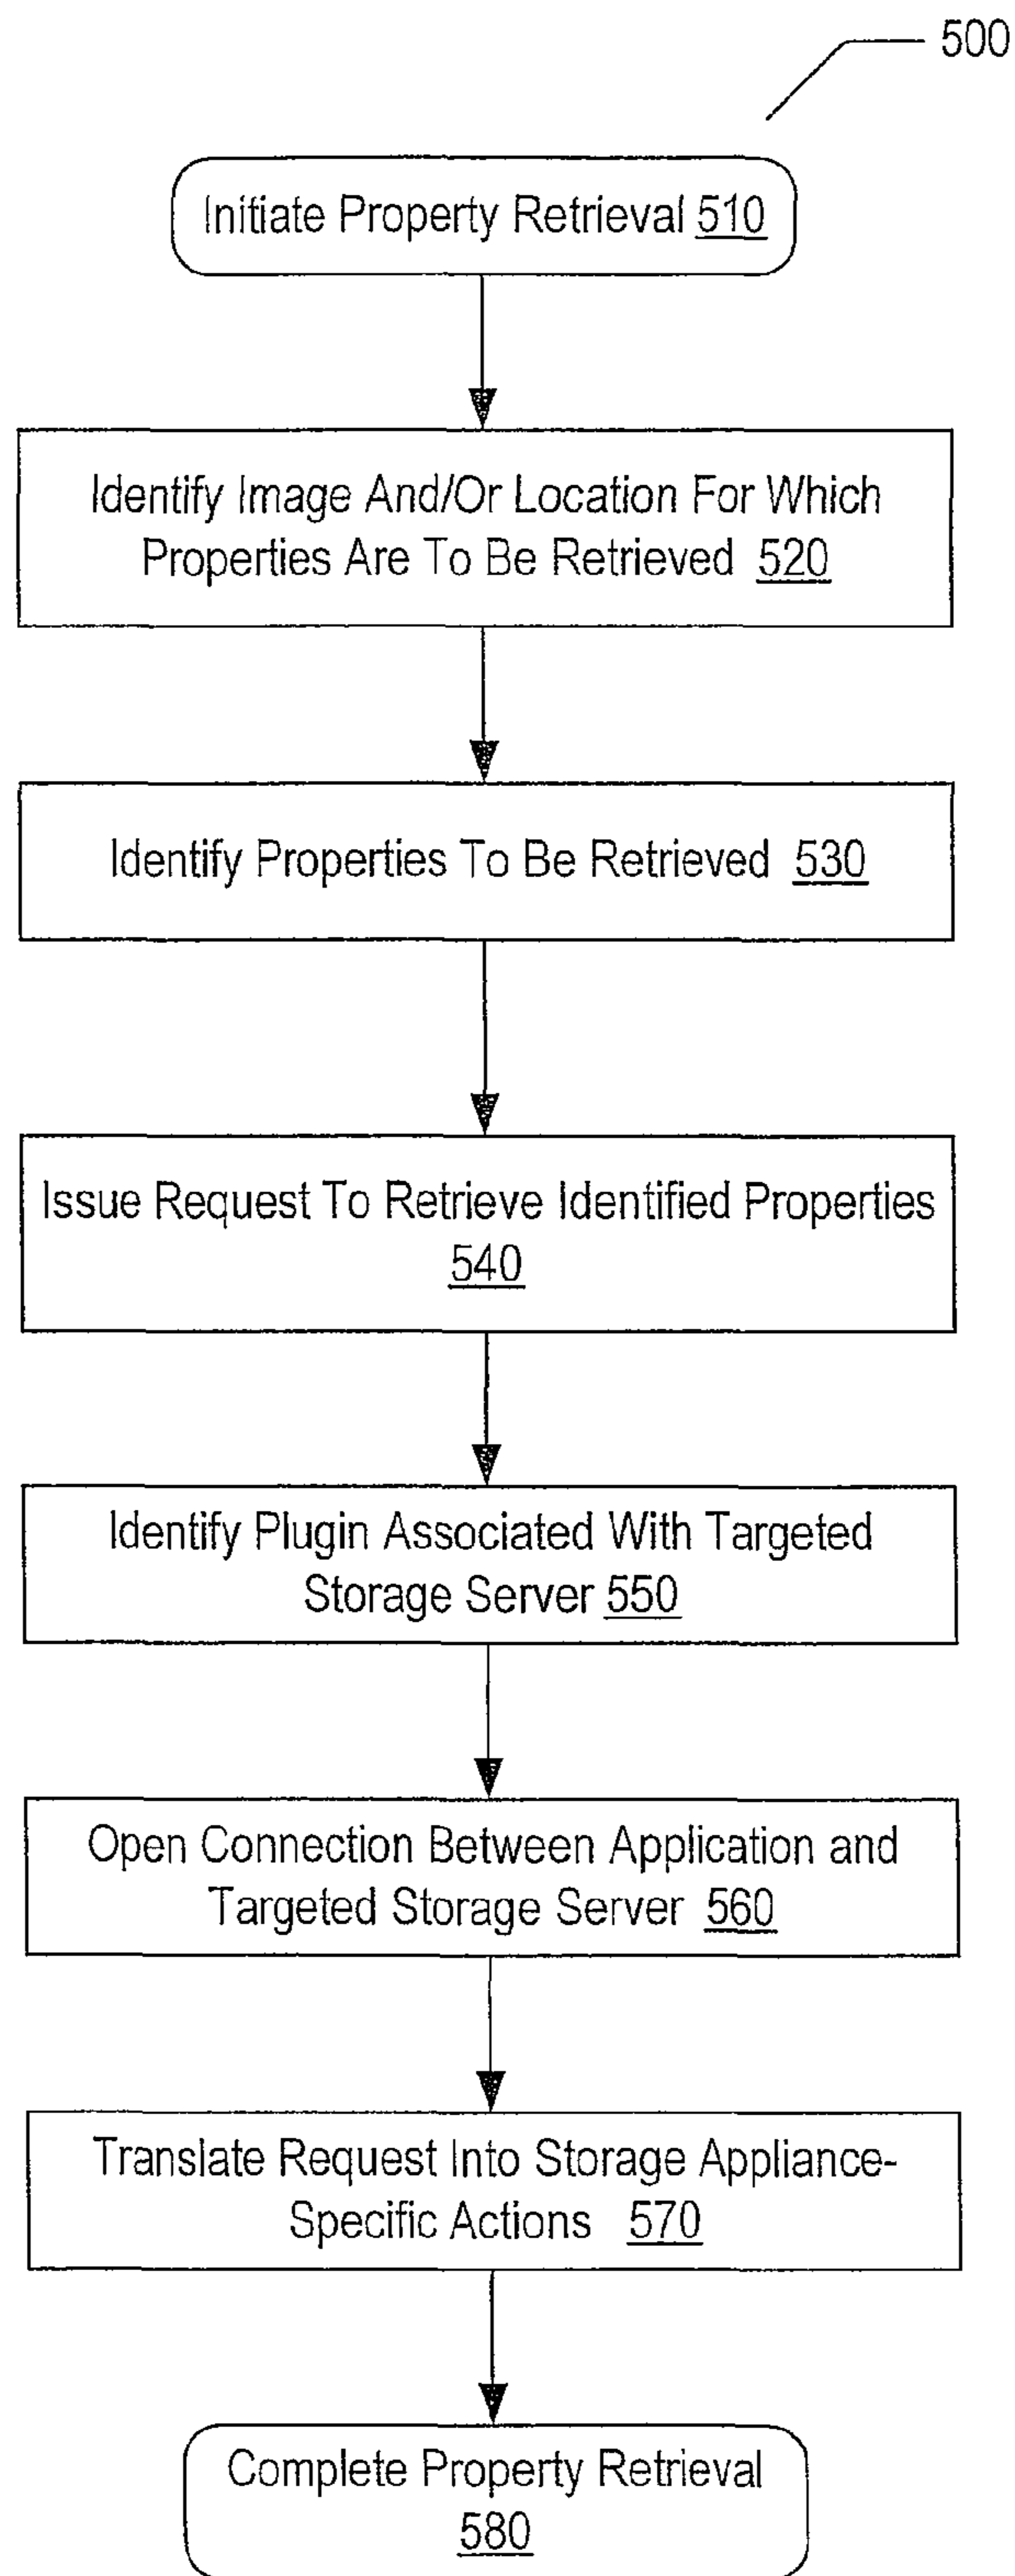 500
Initiate Property Retrieval 510
Identify Image And/Or Location For Which
Properties Are To Be Retrieved 520
Identify Properties To Be Retrieved 530
Issue Request To Retrieve Identified Properties
540
Identify Plugin Associated With Targeted
Storage Server 550
Open Connection Between Application and
Targeted Storage Server 560
Translate Request Into Storage Appliance-
Specific Actions 570
Complete Property Retrieval
580